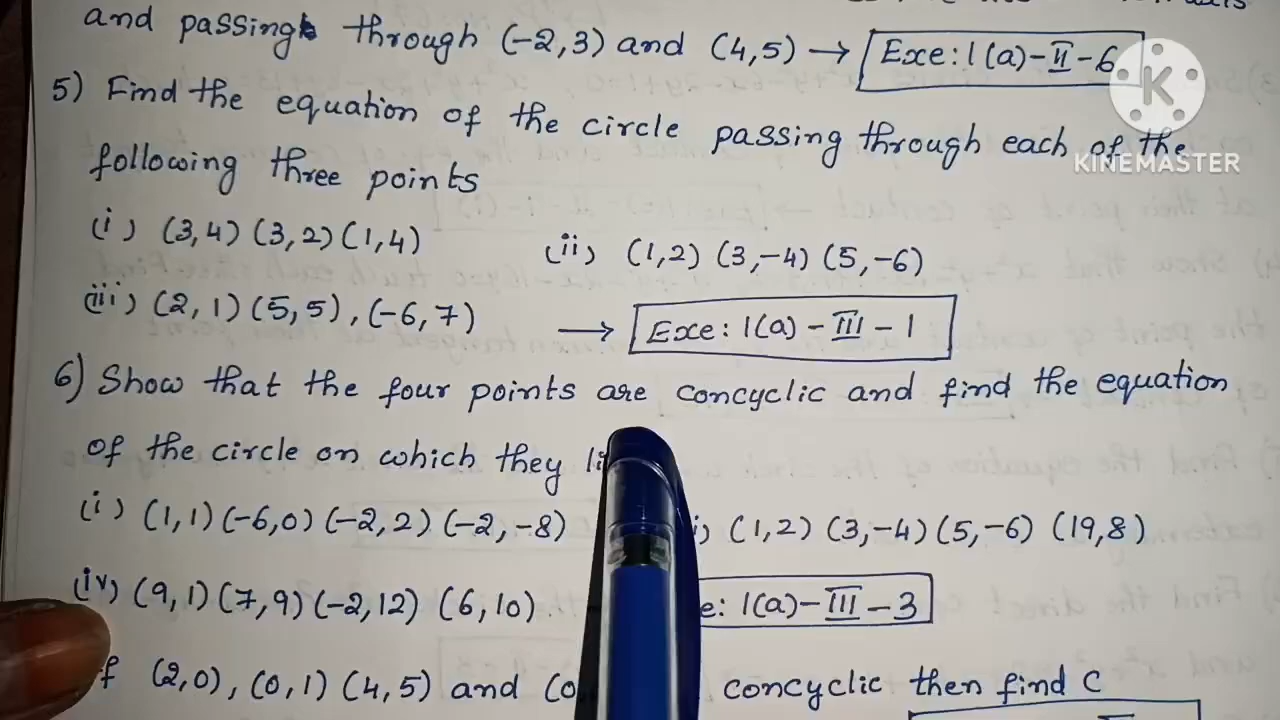 and passing through (-2,3) and (4,5) → Exe: 1(a)-II-6
KINEMASTER
5) Find the equation of the circle passing through each of the
following three points
(i) (3,4) (3,2) (1,4) (ii) (1,2) (3,-4) (5,-6)
(iii) (2,1) (5,5), (-6,7) → Exe: 1(a) - III - 1
6) Show that the four points are concyclic and find the equation
of the circle on which they
(i) (1,1) (-6,0) (-2,2) (-2,-8) (1,2) (3,-4) (5,-6) (19,8)
(iv) (9,1) (7,9) (-2,12) (6,10) e: 1(a)-III-3
(2,0), (0,1) (4,5) and concyclic then find C